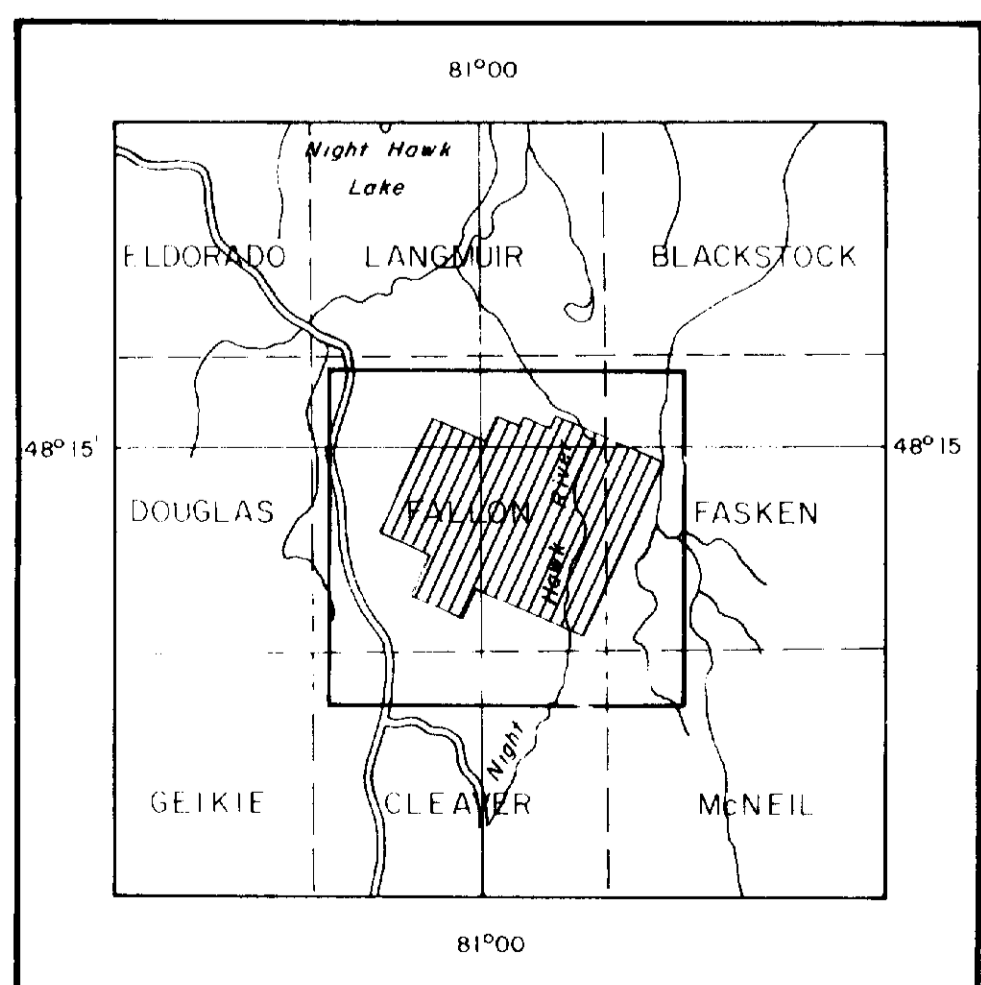 81°00
Night Hawk
Lake
ELDORADO LANGMUIR BLACKSTOCK
48°15' 48°15
DOUGLAS FALLON FASKEN
Night Hawk River
GEIKIE CLEAVER McNEIL
81°00